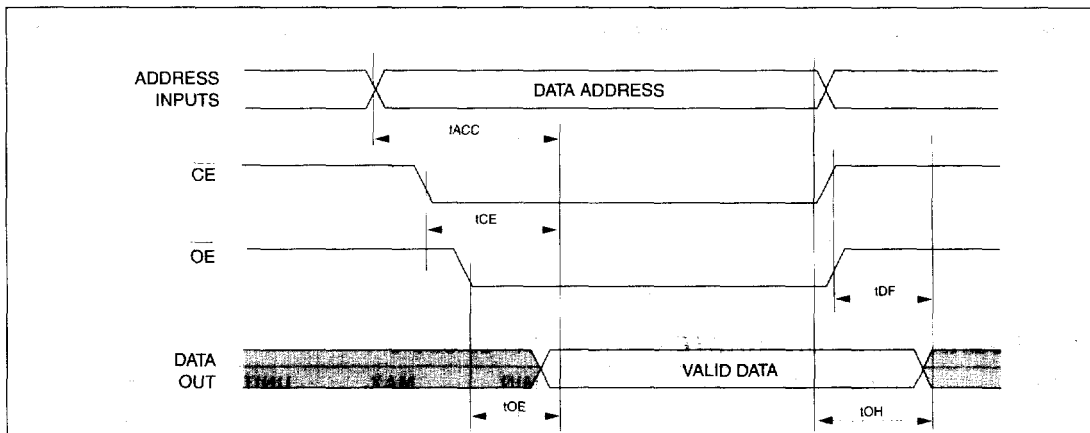 ADDRESS
INPUTS
DATA ADDRESS
tACC
CE
tCE
OE
tDF
DATA
OUT
VALID DATA
tOE
tOH